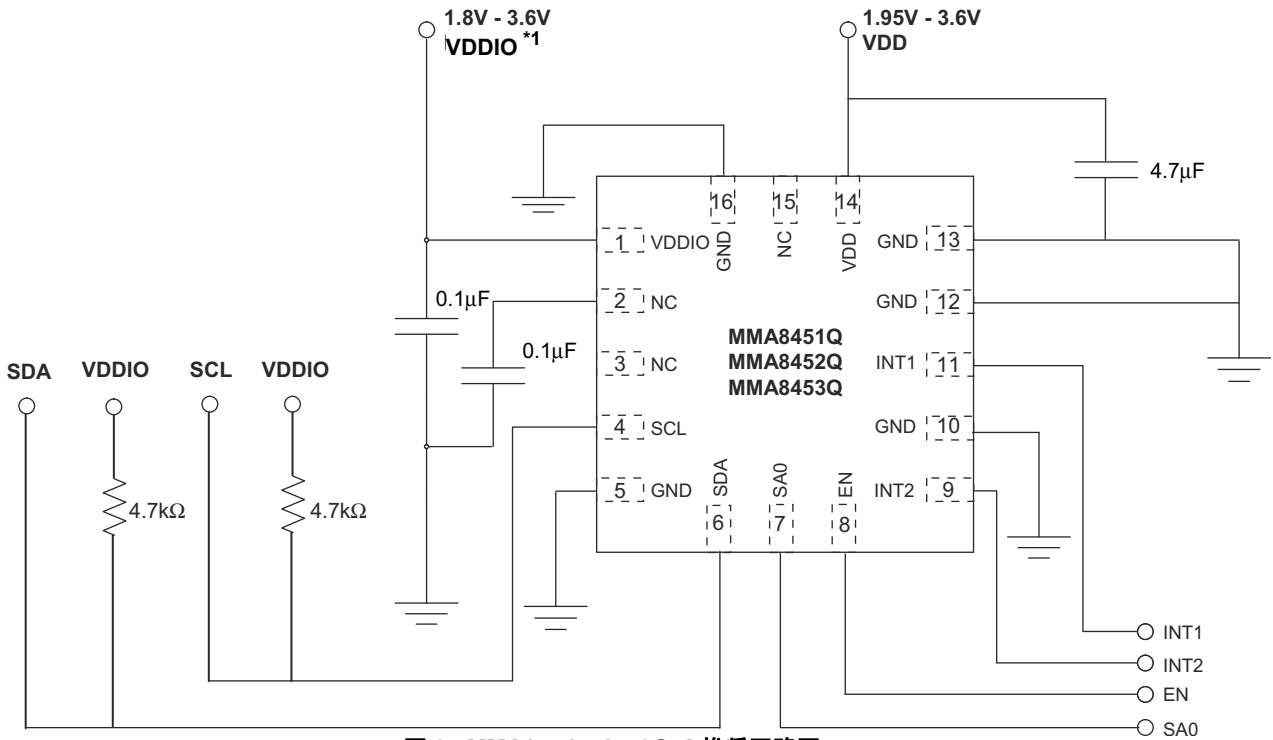 1.8V - 3.6V
VDDIO *1
1.95V - 3.6V
VDD
4.7µF
16
15
14
GND
NC
VDD
1 VDDIO
GND 13
0.1µF
2 NC
GND 12
0.1µF
3 NC
MMA8451Q
MMA8452Q
MMA8453Q
INT1 11
SDA
VDDIO
SCL
VDDIO
4 SCL
GND 10
4.7kΩ
4.7kΩ
5 GND
SDA
SA0
EN
INT2 9
6
7
8
INT1
INT2
EN
SA0